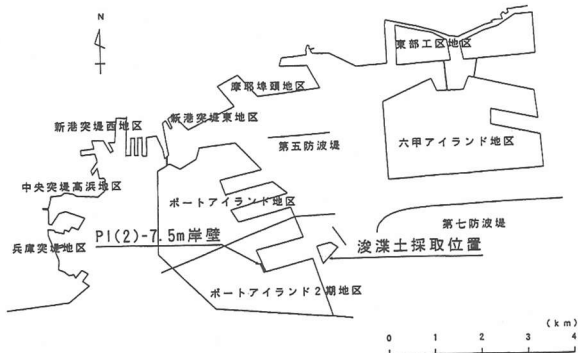 N
東部工区地区
摩耶埠頭地区
新港突堤東地区
新港突堤西地区
第五防波堤
六甲アイランド地区
中央突堤高浜地区
ポートアイランド地区
第七防波堤
PI(2)-7.5m岸壁
浚渫土採取位置
兵庫突堤地区
ポートアイランド2期地区
(km)
0 1 2 3 4